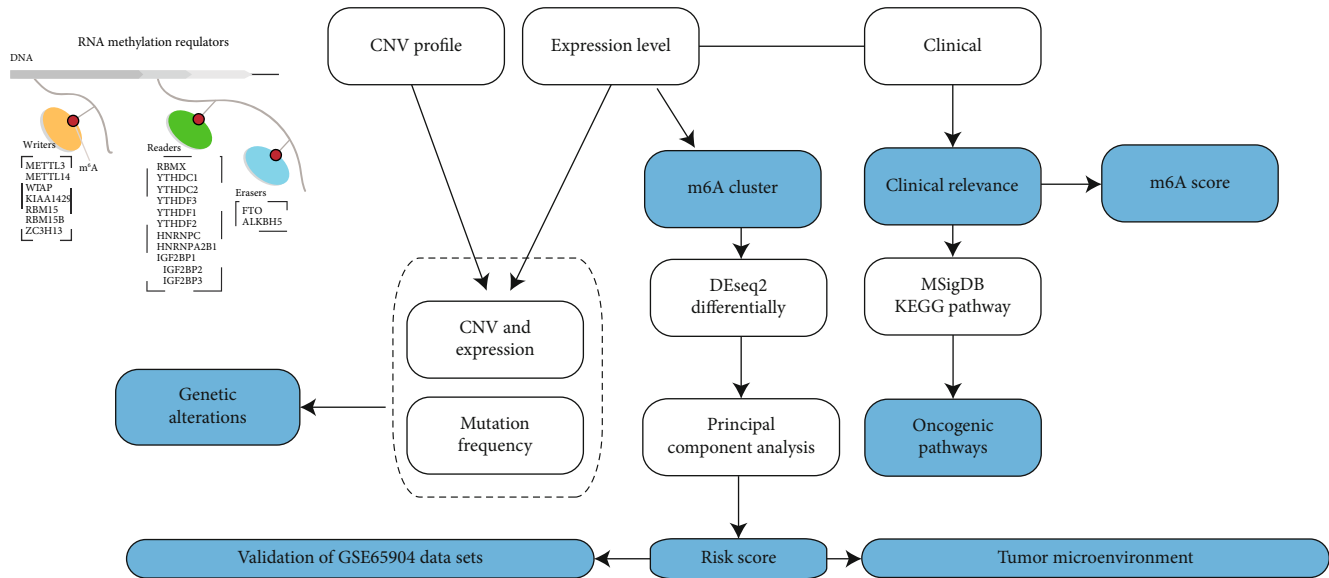 RNA methylation requlators
DNA
Writers
METTL3
METTL14
WTAP
KIAA1429
RBM15
RBM15B
ZC3H13
m⁶A
Readers
RBMX
YTHDC1
YTHDC2
YTHDF3
YTHDF1
YTHDF2
HNRNPC
HNRNPA2B1
IGF2BP1
IGF2BP2
IGF2BP3
Erasers
FTO
ALKBH5
CNV profile
Expression level
Clinical
m6A cluster
Clinical relevance
m6A score
DEseq2
differentially
MSigDB
KEGG pathway
CNV and
expression
Mutation
frequency
Genetic
alterations
Principal
component analysis
Oncogenic
pathways
Validation of GSE65904 data sets
Risk score
Tumor microenvironment